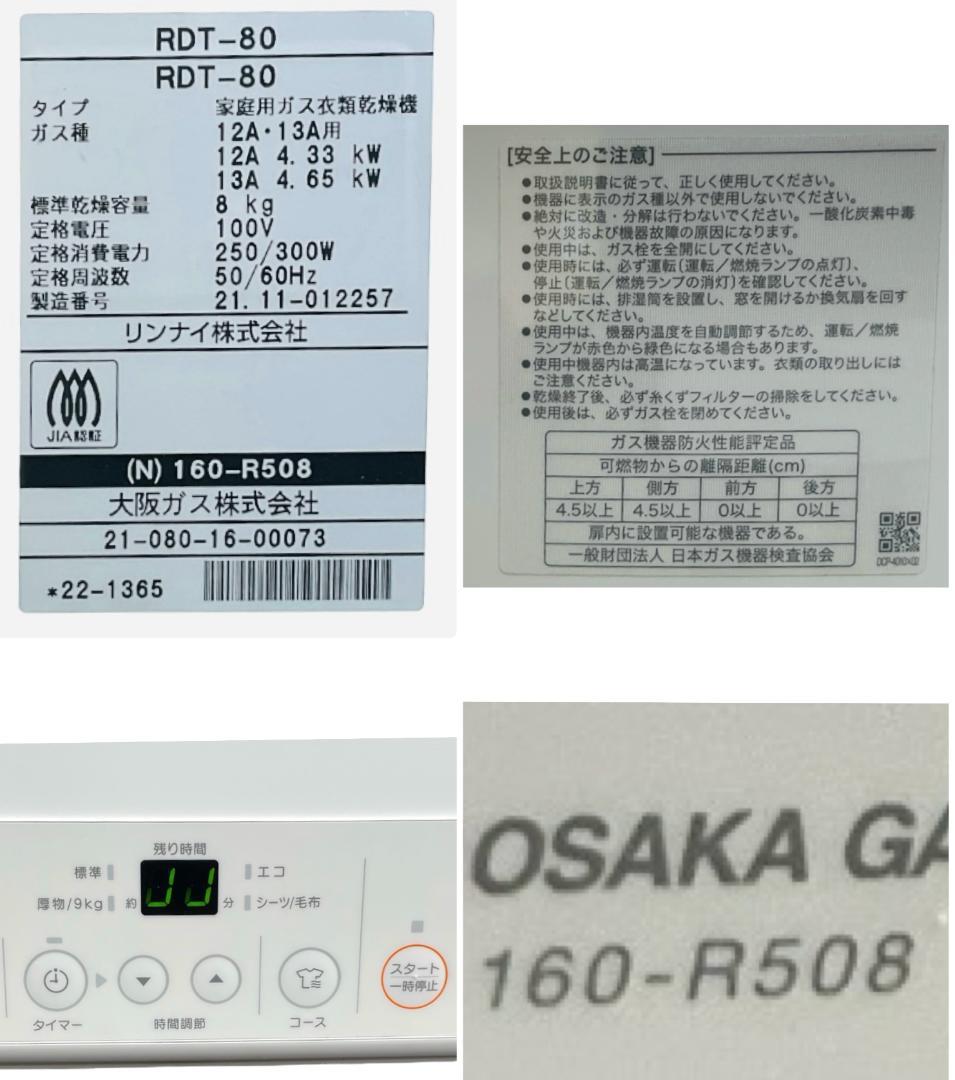 RDT-80
RDT-80
タイプ 家庭用ガス衣類乾燥機
ガス種 12A・13A用
12A 4.33 kW
13A 4.65 kW
標準乾燥容量 8 kg
定格電圧 100V
定格消費電力 250/300W
定格周波数 50/60Hz
製造番号 21.11-012257
リンナイ株式会社
JIA認証
(N) 160-R508
大阪ガス株式会社
21-080-16-00073
*22-1365
[安全上のご注意]
●取扱説明書に従って、正しく使用してください。
●機器に表示のガス種以外で使用しないでください。
●絶対に改造・分解は行わないでください。一酸化炭素中毒
や火災および機器故障の原因になります。
●使用中は、ガス栓を全開にしてください。
●使用時には、必ず運転(運転/燃焼ランプの点灯)、
停止(運転/燃焼ランプの消灯)を確認してください。
●使用時には、排湿筒を設置し、窓を開けるか換気扇を回す
などしてください。
●使用中は、機器内温度を自動調節するため、運転/燃焼
ランプが赤色から緑色になる場合もあります。
●使用中機器内は高温になっています。衣類の取り出しには
ご注意ください。
●乾燥終了後、必ず糸くずフィルターの掃除をしてください。
●使用後は、必ずガス栓を閉めてください。
ガス機器防火性能評定品
可燃物からの離隔距離(cm)
上方 側方 前方 後方
4.5以上 4.5以上 0以上 0以上
扉内に設置可能な機器である。
一般財団法人 日本ガス機器検査協会
残り時間
標準 エコ
厚物/9kg 約 分 シーツ/毛布
スタート
一時停止
タイマー 時間調節 コース
OSAKA GA
160-R508